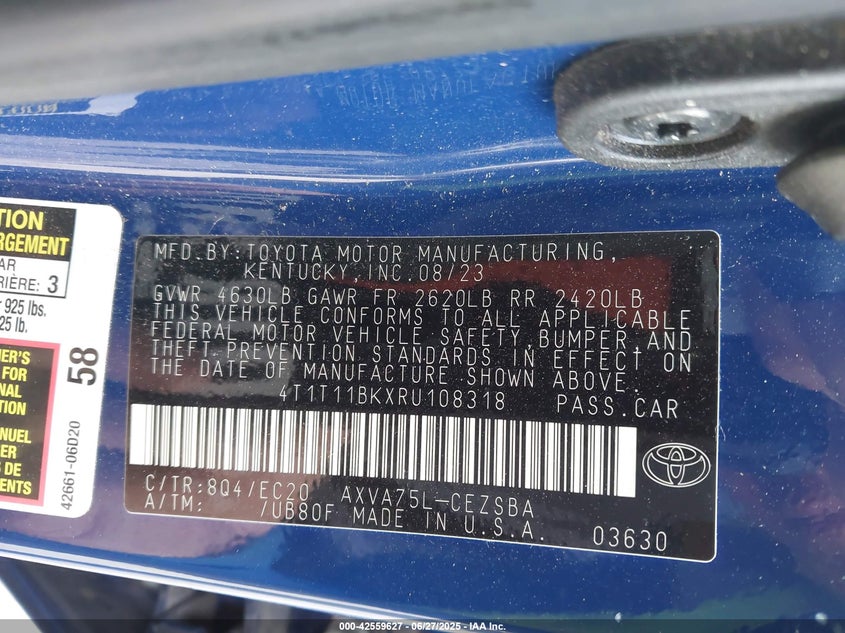 TION
RGEMENT
AR
RIÈRE: 3
925 lbs.
25 lb.
ER'S
FOR
NAL
TION
NUEL
ER
S DE
ENTS
58
42661-06D20
MFD.BY:TOYOTA MOTOR MANUFACTURING,
KENTUCKY,INC.08/23
GVWR 4630LB GAWR FR 2620LB RR 2420LB
THIS VEHICLE CONFORMS TO ALL APPLICABLE
FEDERAL MOTOR VEHICLE SAFETY,BUMPER,AND
THEFT PREVENTION STANDARDS IN EFFECT ON
THE DATE OF MANUFACTURE SHOWN ABOVE.
4T1T11BKXRU108318 PASS.CAR
C/TR:8Q4/EC20 AXVA75L-CEZSBA
A/TM: /UB80F MADE IN U.S.A.
03630
000-42559627 - 06/27/2025 - IAA Inc.